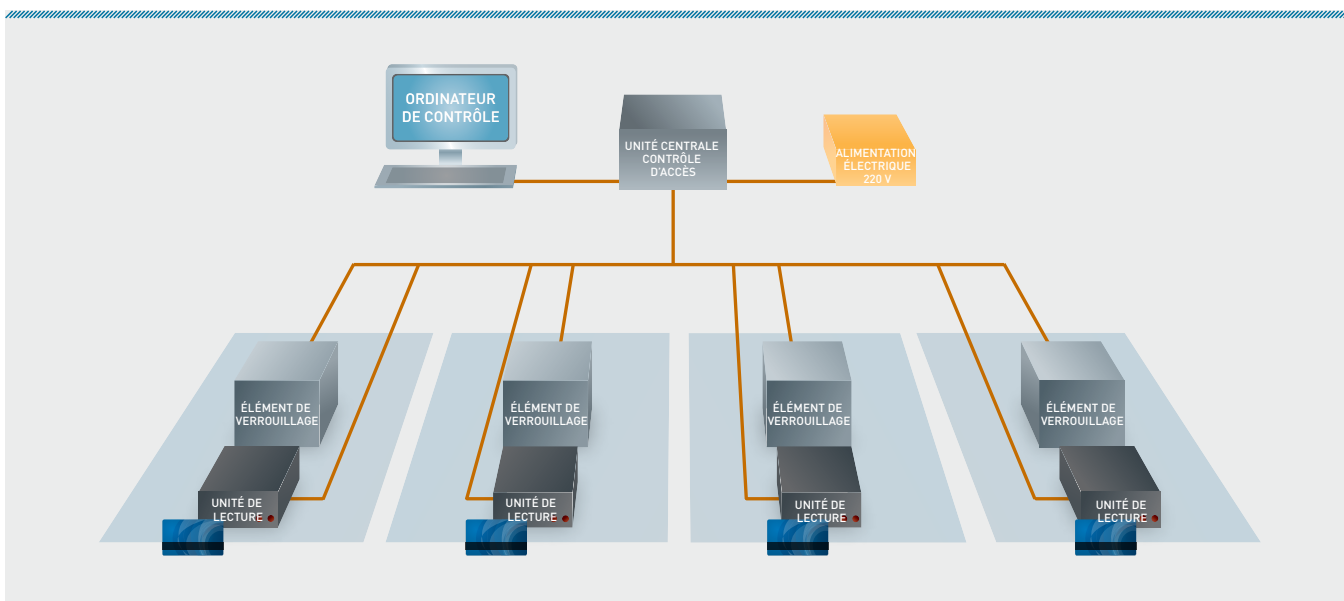 ORDINATEUR
DE CONTRÔLE
UNITÉ CENTRALE
CONTRÔLE
D'ACCÈS
ALIMENTATION
ÉLECTRIQUE
220 V
ÉLÉMENT DE
VERROUILLAGE
UNITÉ DE
LECTURE
ÉLÉMENT DE
VERROUILLAGE
UNITÉ DE
LECTURE
ÉLÉMENT DE
VERROUILLAGE
UNITÉ DE
LECTURE
ÉLÉMENT DE
VERROUILLAGE
UNITÉ DE
LECTURE